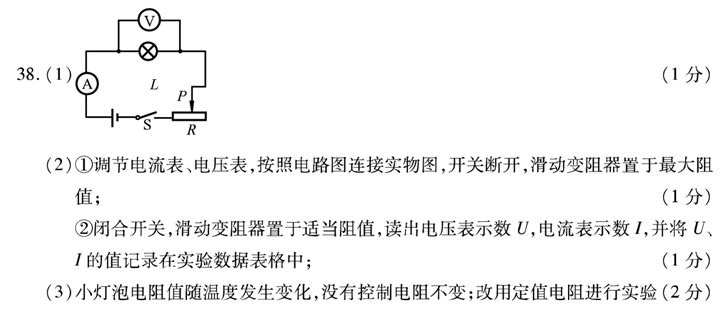 V
38.(1) A L P (1分)
S R
(2)①调节电流表、电压表,按照电路图连接实物图,开关断开,滑动变阻器置于最大阻
值; (1分)
②闭合开关,滑动变阻器置于适当阻值,读出电压表示数U,电流表示数I,并将U、
I的值记录在实验数据表格中; (1分)
(3)小灯泡电阻值随温度发生变化,没有控制电阻不变;改用定值电阻进行实验(2分)